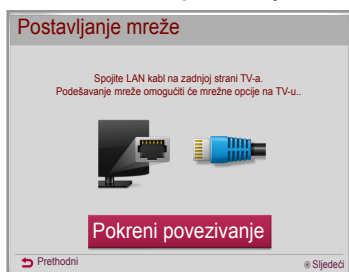 Postavljanje mreže
Spojite LAN kabl na zadnjoj strani TV-a.
Podešavanje mreže omogućiti će mrežne opcije na TV-u..
Pokreni povezivanje
Prethodni
Sljedeći